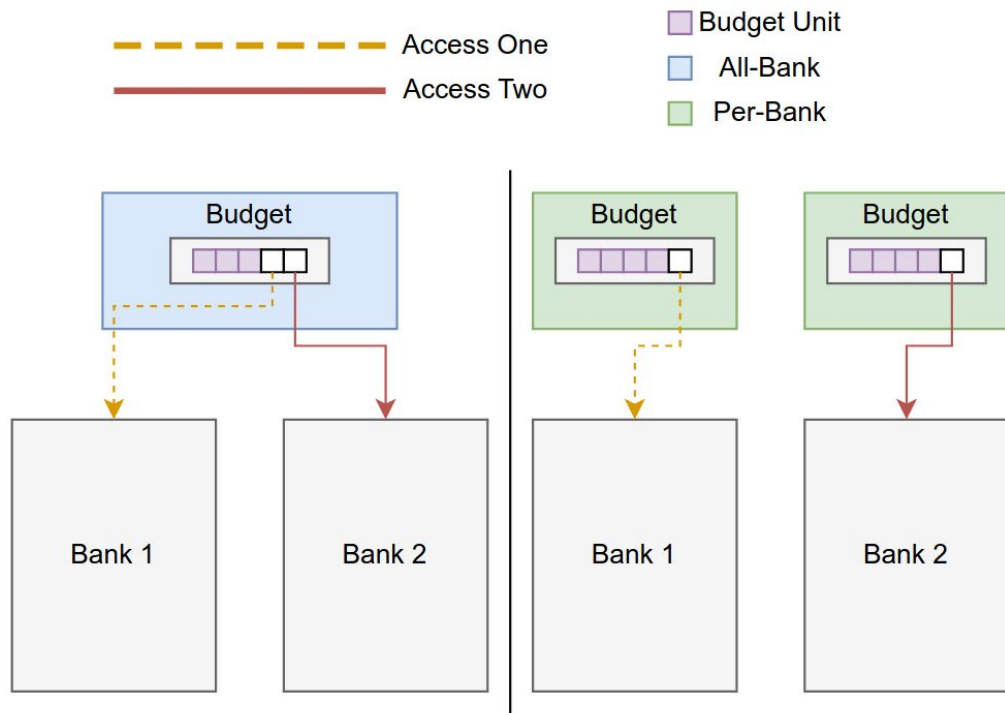 Access One
Access Two
Budget Unit
All-Bank
Per-Bank
Budget
Budget
Budget
Bank 1
Bank 2
Bank 1
Bank 2